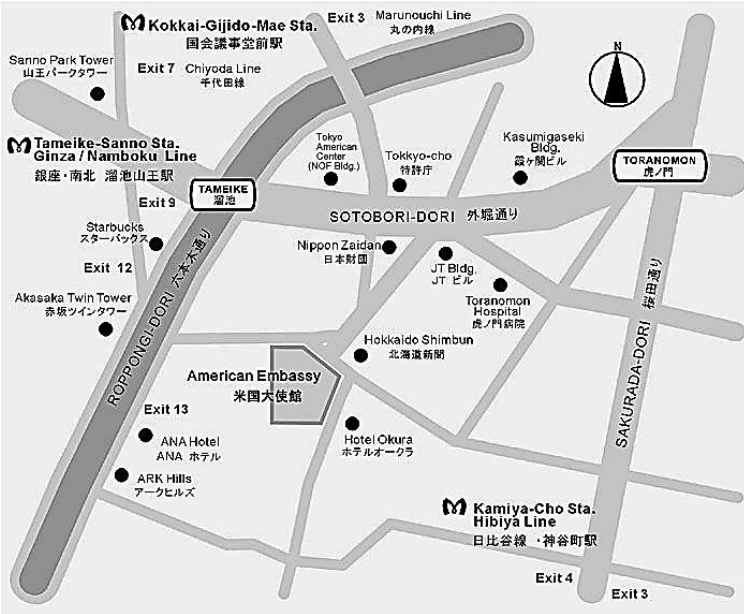 Kokkai-Gijido-Mae Sta.
国会議事堂前駅
Exit 3
Marunouchi Line
丸の内線
Exit 7
Chiyoda Line
千代田線
N
Sanno Park Tower
山王パークタワー
Tameike-Sanno Sta.
Ginza / Namboku Line
銀座・南北 溜池山王駅
Exit 9
TAMEIKE
溜池
Tokyo
American
Center
(NOF Bldg.)
Tokkyo-cho
特許庁
Kasumigaseki
Bldg.
霞ヶ関ビル
TORANOMON
虎ノ門
SOTOBORI-DORI 外堀通り
Starbucks
スターバックス
Exit 12
Nippon Zaidan
日本財団
JT Bldg,
JT ビル
Toranomon
Hospital
虎ノ門病院
Akasaka Twin Tower
赤坂ツインタワー
ROPPONGI-DORI 六本木通り
SAKURADA-DORI 桜田通り
Hokkaido Shimbun
北海道新聞
American Embassy
米国大使館
Exit 13
ANA Hotel
ANA ホテル
Hotel Okura
ホテルオークラ
ARK Hills
アークヒルズ
Kamiya-Cho Sta.
Hibiya Line
日比谷線 ・神谷町駅
Exit 4
Exit 3